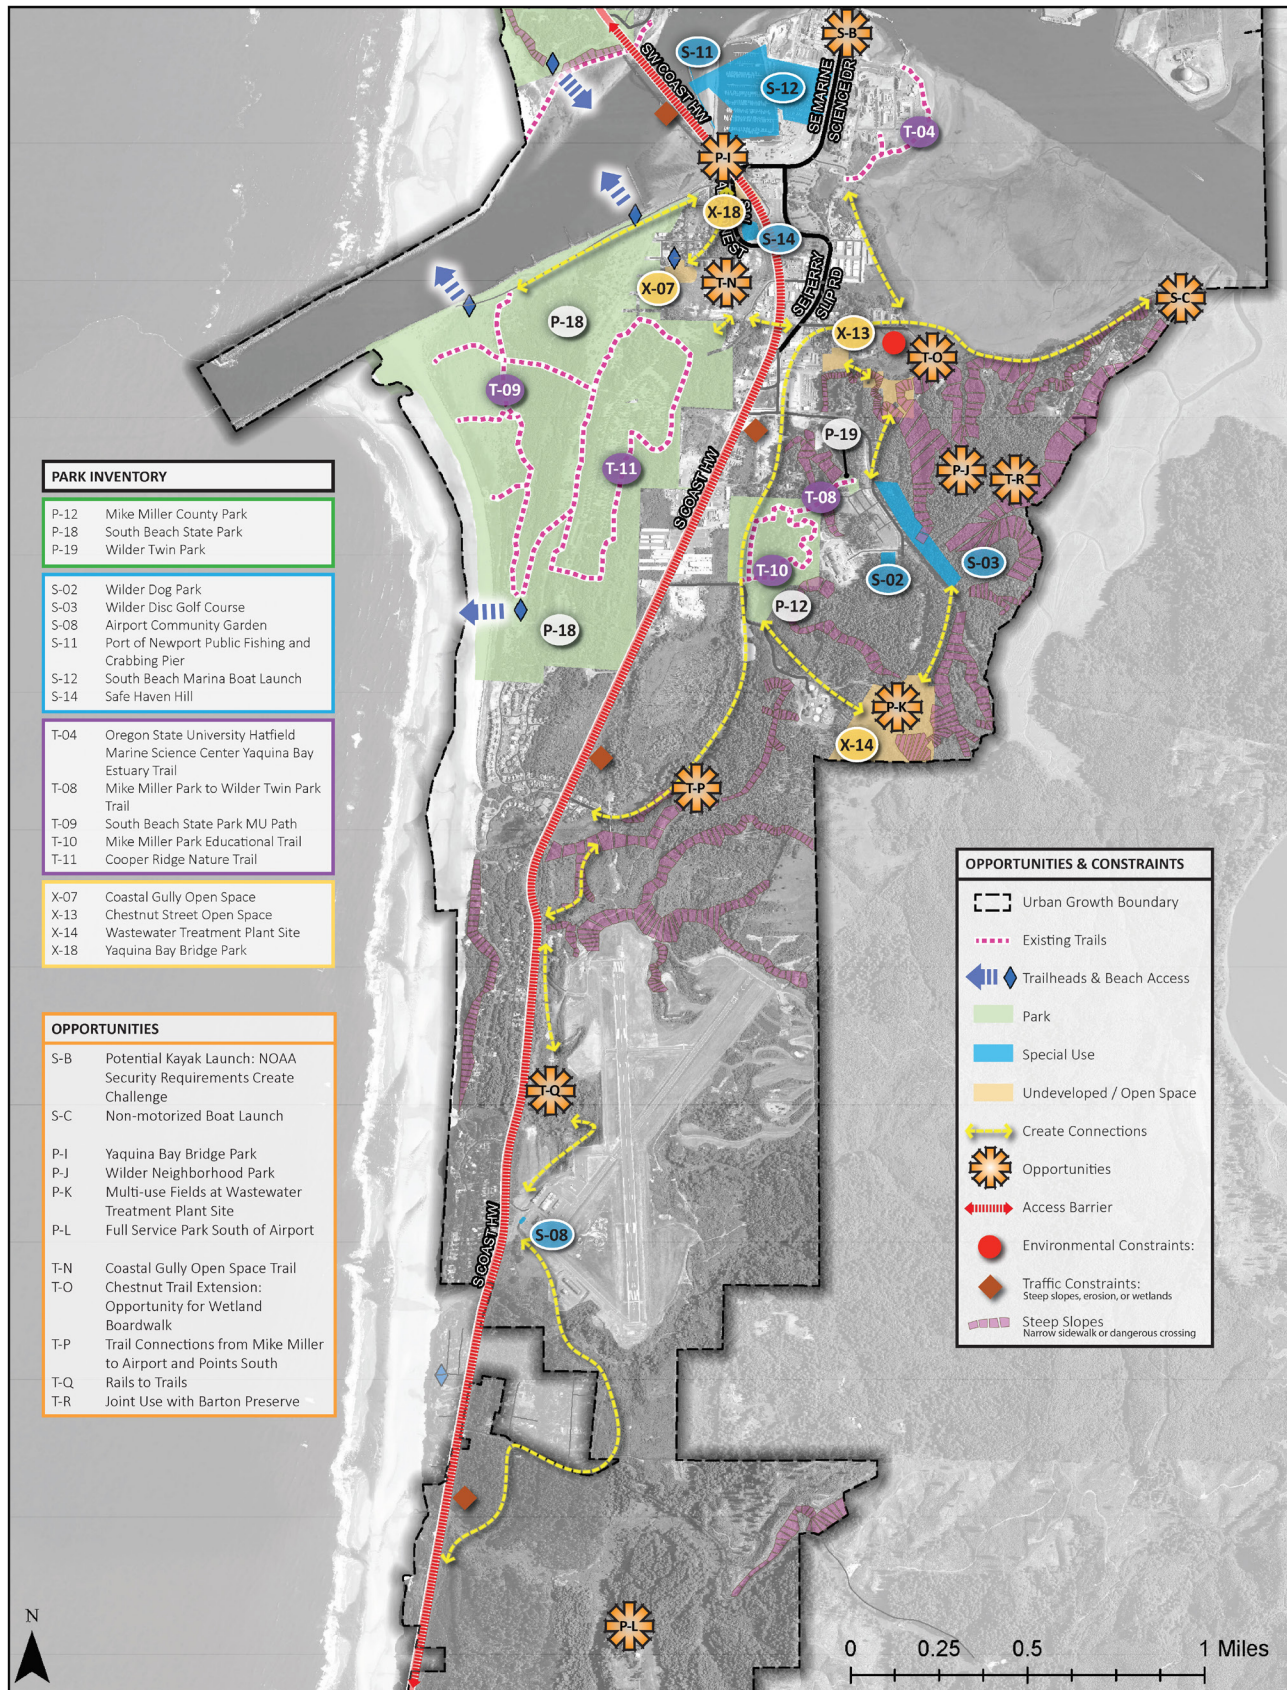 S-B
S-11
SW COAST HW
S-12
SE MARINE
SCIENCE DR
T-04
P-I
X-18
S-14
T-N
X-07
SE FERRY
SLIP RD
S-C
P-18
X-13
T-O
T-09
P-19
T-11
P-J
T-R
S COAST HW
T-08
T-10
S-02
S-03
P-12
P-18
P-K
X-14
T-P
T-Q
S-08
S COAST HW
P-L
PARK INVENTORY
P-12 Mike Miller County Park
P-18 South Beach State Park
P-19 Wilder Twin Park
S-02 Wilder Dog Park
S-03 Wilder Disc Golf Course
S-08 Airport Community Garden
S-11 Port of Newport Public Fishing and
Crabbing Pier
S-12 South Beach Marina Boat Launch
S-14 Safe Haven Hill
T-04 Oregon State University Hatfield
Marine Science Center Yaquina Bay
Estuary Trail
T-08 Mike Miller Park to Wilder Twin Park
Trail
T-09 South Beach State Park MU Path
T-10 Mike Miller Park Educational Trail
T-11 Cooper Ridge Nature Trail
X-07 Coastal Gully Open Space
X-13 Chestnut Street Open Space
X-14 Wastewater Treatment Plant Site
X-18 Yaquina Bay Bridge Park
OPPORTUNITIES
S-B Potential Kayak Launch: NOAA
Security Requirements Create
Challenge
S-C Non-motorized Boat Launch
P-I Yaquina Bay Bridge Park
P-J Wilder Neighborhood Park
P-K Multi-use Fields at Wastewater
Treatment Plant Site
P-L Full Service Park South of Airport
T-N Coastal Gully Open Space Trail
T-O Chestnut Trail Extension:
Opportunity for Wetland
Boardwalk
T-P Trail Connections from Mike Miller
to Airport and Points South
T-Q Rails to Trails
T-R Joint Use with Barton Preserve
OPPORTUNITIES & CONSTRAINTS
Urban Growth Boundary
Existing Trails
Trailheads & Beach Access
Park
Special Use
Undeveloped / Open Space
Create Connections
Opportunities
Access Barrier
Environmental Constraints:
Traffic Constraints:
Steep slopes, erosion, or wetlands
Steep Slopes
Narrow sidewalk or dangerous crossing
N
0 0.25 0.5 1 Miles